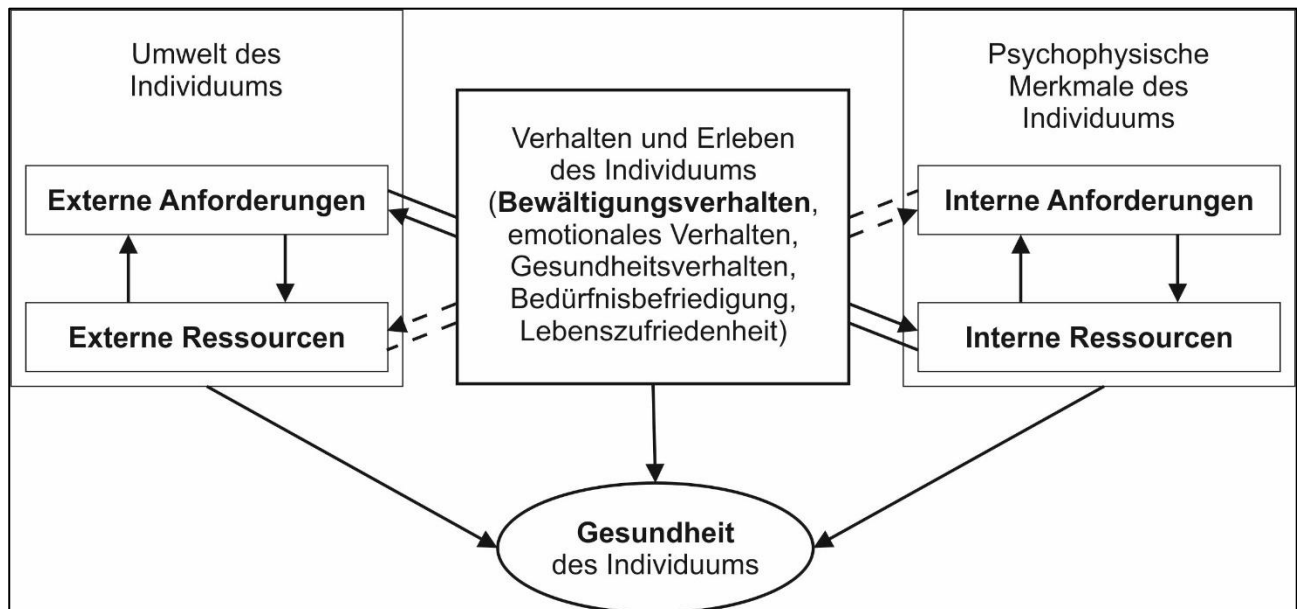 Umwelt des
Individuums
Externe Anforderungen
Externe Ressourcen
Verhalten und Erleben
des Individuums
(Bewältigungsverhalten,
emotionales Verhalten,
Gesundheitsverhalten,
Bedürfnisbefriedigung,
Lebenszufriedenheit)
Psychophysische
Merkmale des
Individuums
Interne Anforderungen
Interne Ressourcen
Gesundheit
des Individuums